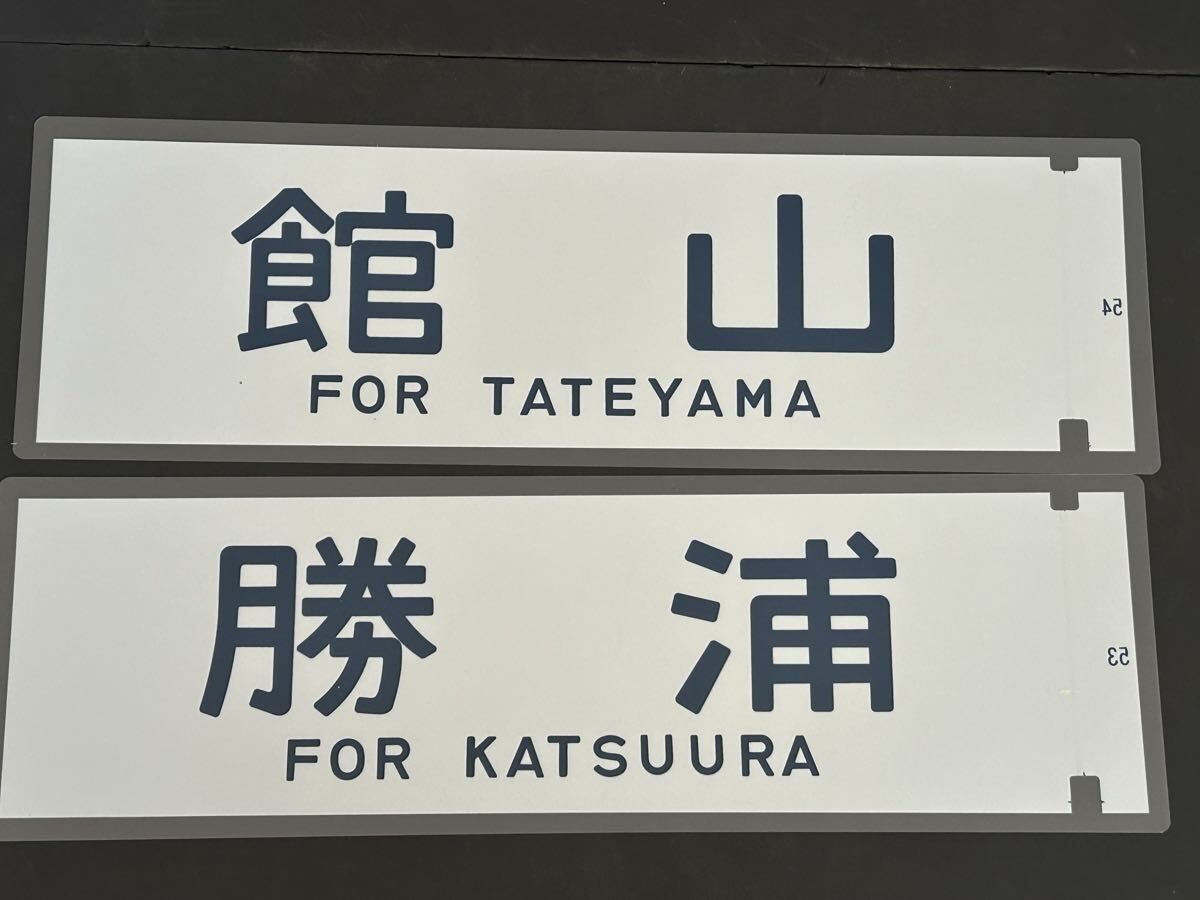 館山
FOR TATEYAMA
54
勝浦
FOR KATSUURA
53